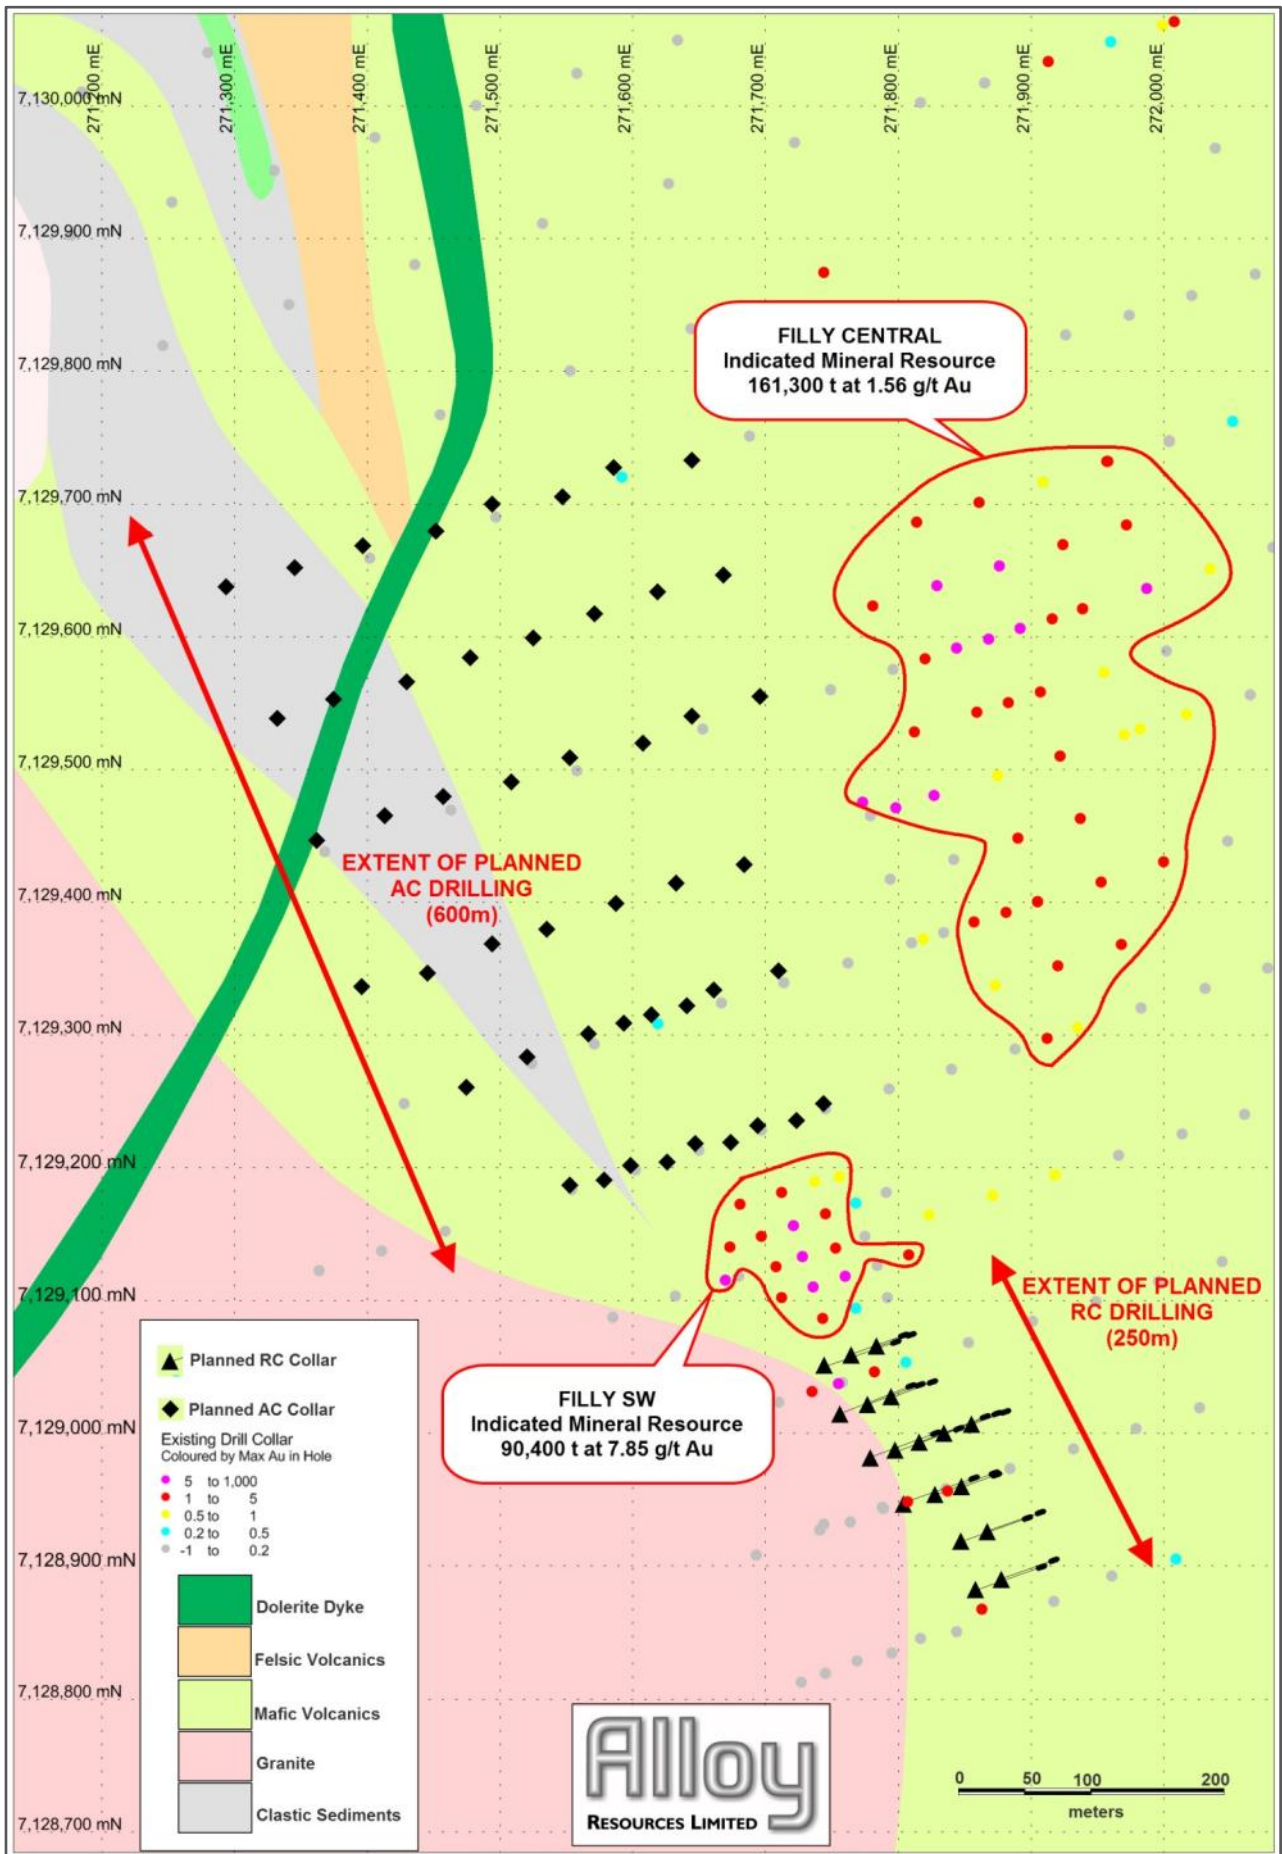 271,200 mE
271,300 mE
271,400 mE
271,500 mE
271,600 mE
271,700 mE
271,800 mE
271,900 mE
272,000 mE
7,130,000 mN
7,129,900 mN
7,129,800 mN
7,129,700 mN
7,129,600 mN
7,129,500 mN
7,129,400 mN
7,129,300 mN
7,129,200 mN
7,129,100 mN
7,129,000 mN
7,128,900 mN
7,128,800 mN
7,128,700 mN
FILLY CENTRAL
Indicated Mineral Resource
161,300 t at 1.56 g/t Au
EXTENT OF PLANNED
AC DRILLING
(600m)
EXTENT OF PLANNED
RC DRILLING
(250m)
FILLY SW
Indicated Mineral Resource
90,400 t at 7.85 g/t Au
Planned RC Collar
Planned AC Collar
Existing Drill Collar
Coloured by Max Au in Hole
5 to 1,000
1 to 5
0.5 to 1
0.2 to 0.5
-1 to 0.2
Dolerite Dyke
Felsic Volcanics
Mafic Volcanics
Granite
Clastic Sediments
Alloy
RESOURCES LIMITED
0 50 100 200
meters